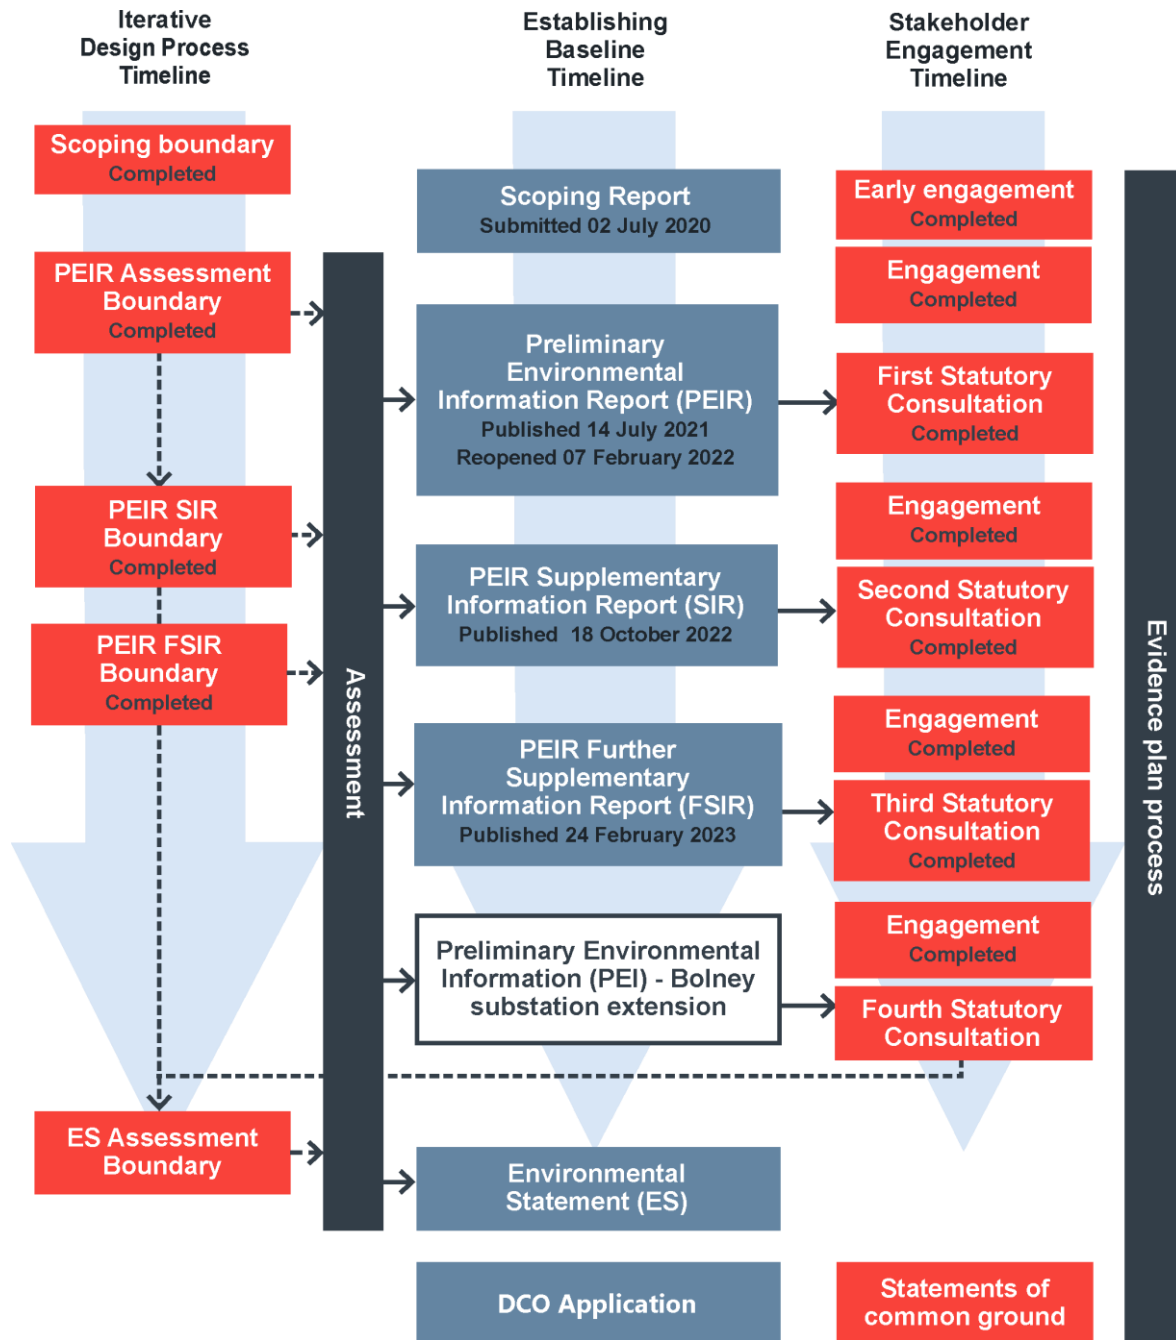 Iterative
Design Process
Timeline
Establishing
Baseline
Timeline
Stakeholder
Engagement
Timeline
Scoping boundary
Completed
PEIR Assessment
Boundary
Completed
PEIR SIR
Boundary
Completed
PEIR FSIR
Boundary
Completed
ES Assessment
Boundary
Assessment
Scoping Report
Submitted 02 July 2020
Preliminary
Environmental
Information Report (PEIR)
Published 14 July 2021
Reopened 07 February 2022
PEIR Supplementary
Information Report (SIR)
Published 18 October 2022
PEIR Further
Supplementary
Information Report (FSIR)
Published 24 February 2023
Preliminary Environmental
Information (PEI) - Bolney
substation extension
Environmental
Statement (ES)
DCO Application
Early engagement
Completed
Engagement
Completed
First Statutory
Consultation
Completed
Engagement
Completed
Second Statutory
Consultation
Completed
Engagement
Completed
Third Statutory
Consultation
Completed
Engagement
Completed
Fourth Statutory
Consultation
Statements of
common ground
Evidence plan process